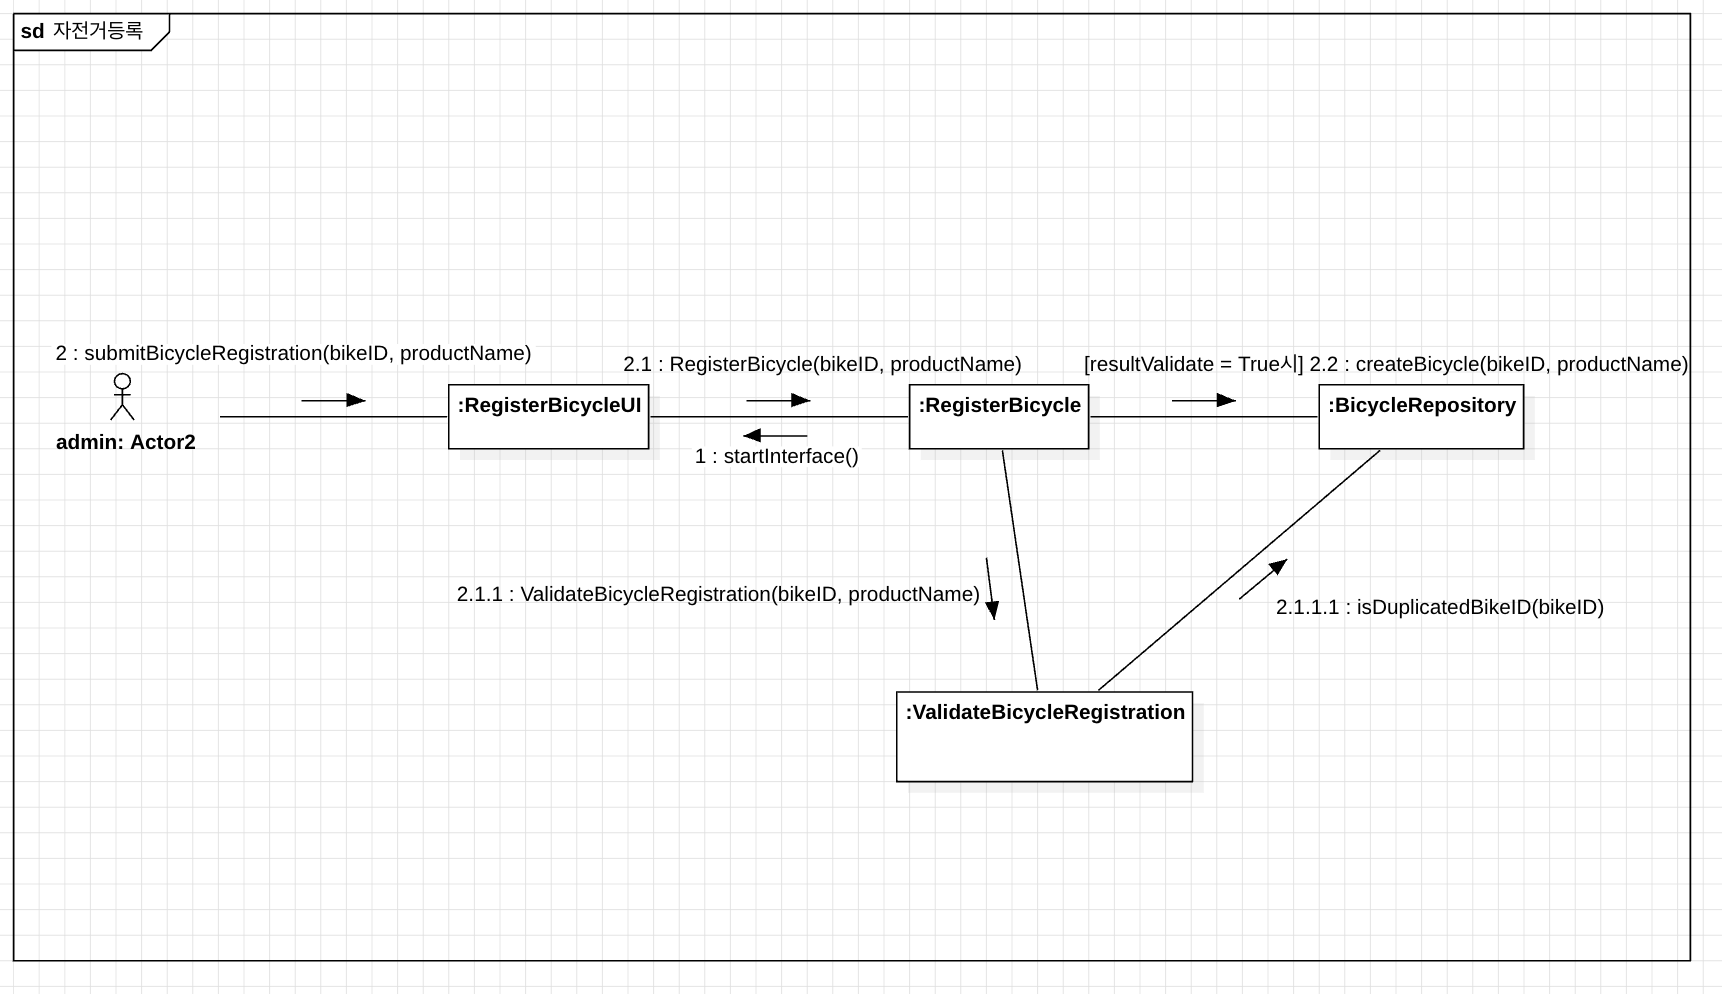 sd 자전거등록
2 : submitBicycleRegistration(bikeID, productName)
2.1 : RegisterBicycle(bikeID, productName)
[resultValidate = True시] 2.2 : createBicycle(bikeID, productName)
:RegisterBicycleUI
:RegisterBicycle
:BicycleRepository
admin: Actor2
1 : startInterface()
2.1.1 : ValidateBicycleRegistration(bikeID, productName)
2.1.1.1 : isDuplicatedBikeID(bikeID)
:ValidateBicycleRegistration